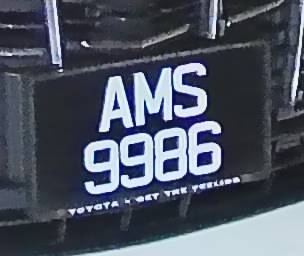 AMS
9986
TOYOTA - GET THE FEELING